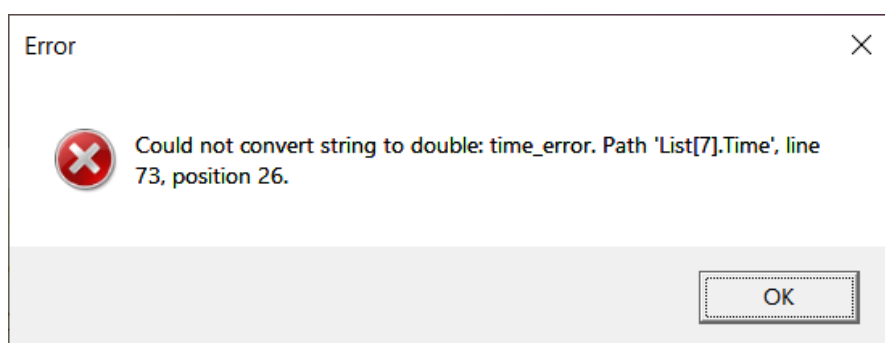 Error
Could not convert string to double: time_error. Path 'List[7].Time', line
73, position 26.
OK